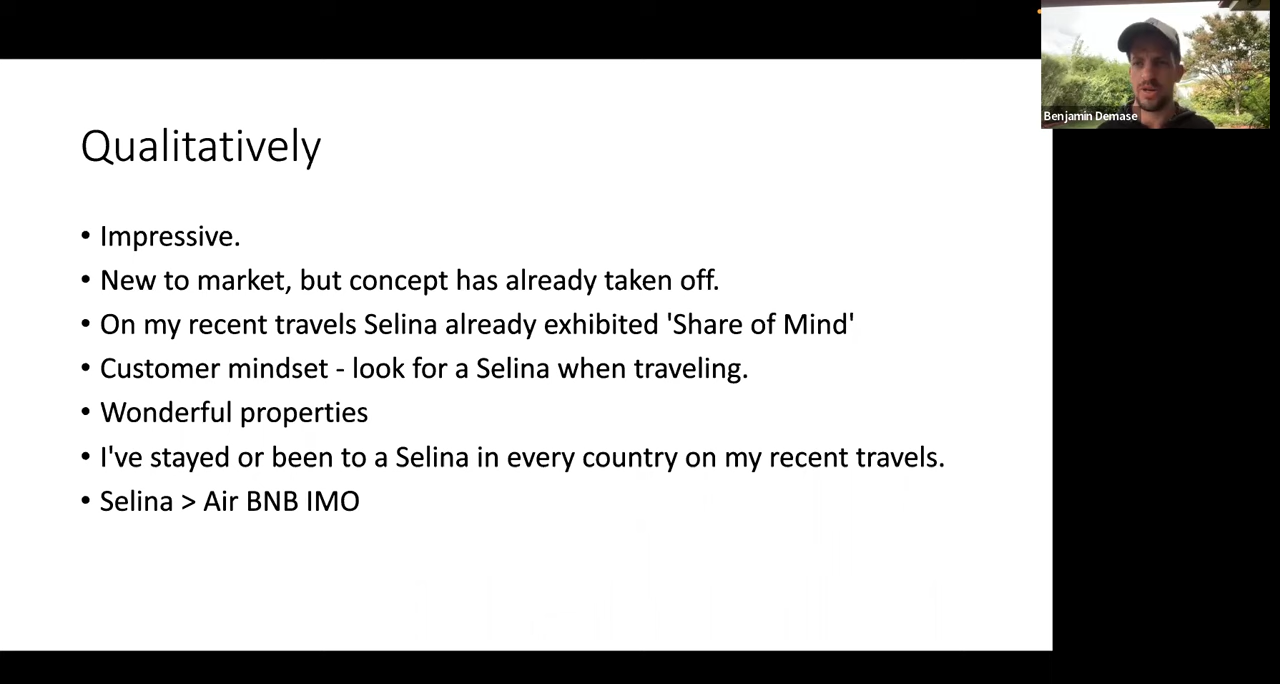 Benjamin Demase
Qualitatively
• Impressive.
• New to market, but concept has already taken off.
• On my recent travels Selina already exhibited 'Share of Mind'
• Customer mindset - look for a Selina when traveling.
• Wonderful properties
• I've stayed or been to a Selina in every country on my recent travels.
• Selina > Air BNB IMO